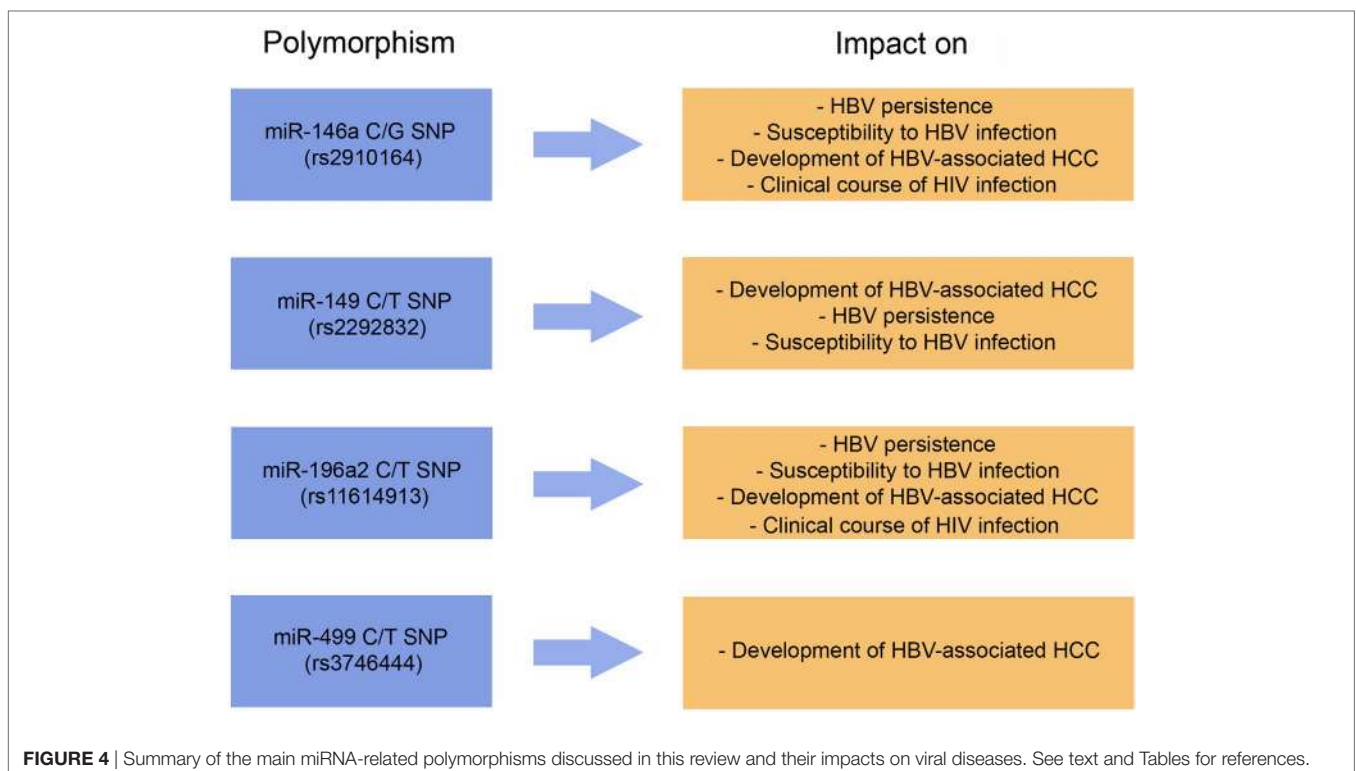 Polymorphism
Impact on
miR-146a C/G SNP
(rs2910164)
- HBV persistence
- Susceptibility to HBV infection
- Development of HBV-associated HCC
- Clinical course of HIV infection
miR-149 C/T SNP
(rs2292832)
- Development of HBV-associated HCC
- HBV persistence
- Susceptibility to HBV infection
miR-196a2 C/T SNP
(rs11614913)
- HBV persistence
- Susceptibility to HBV infection
- Development of HBV-associated HCC
- Clinical course of HIV infection
miR-499 C/T SNP
(rs3746444)
- Development of HBV-associated HCC
FIGURE 4 | Summary of the main miRNA-related polymorphisms discussed in this review and their impacts on viral diseases. See text and Tables for references.